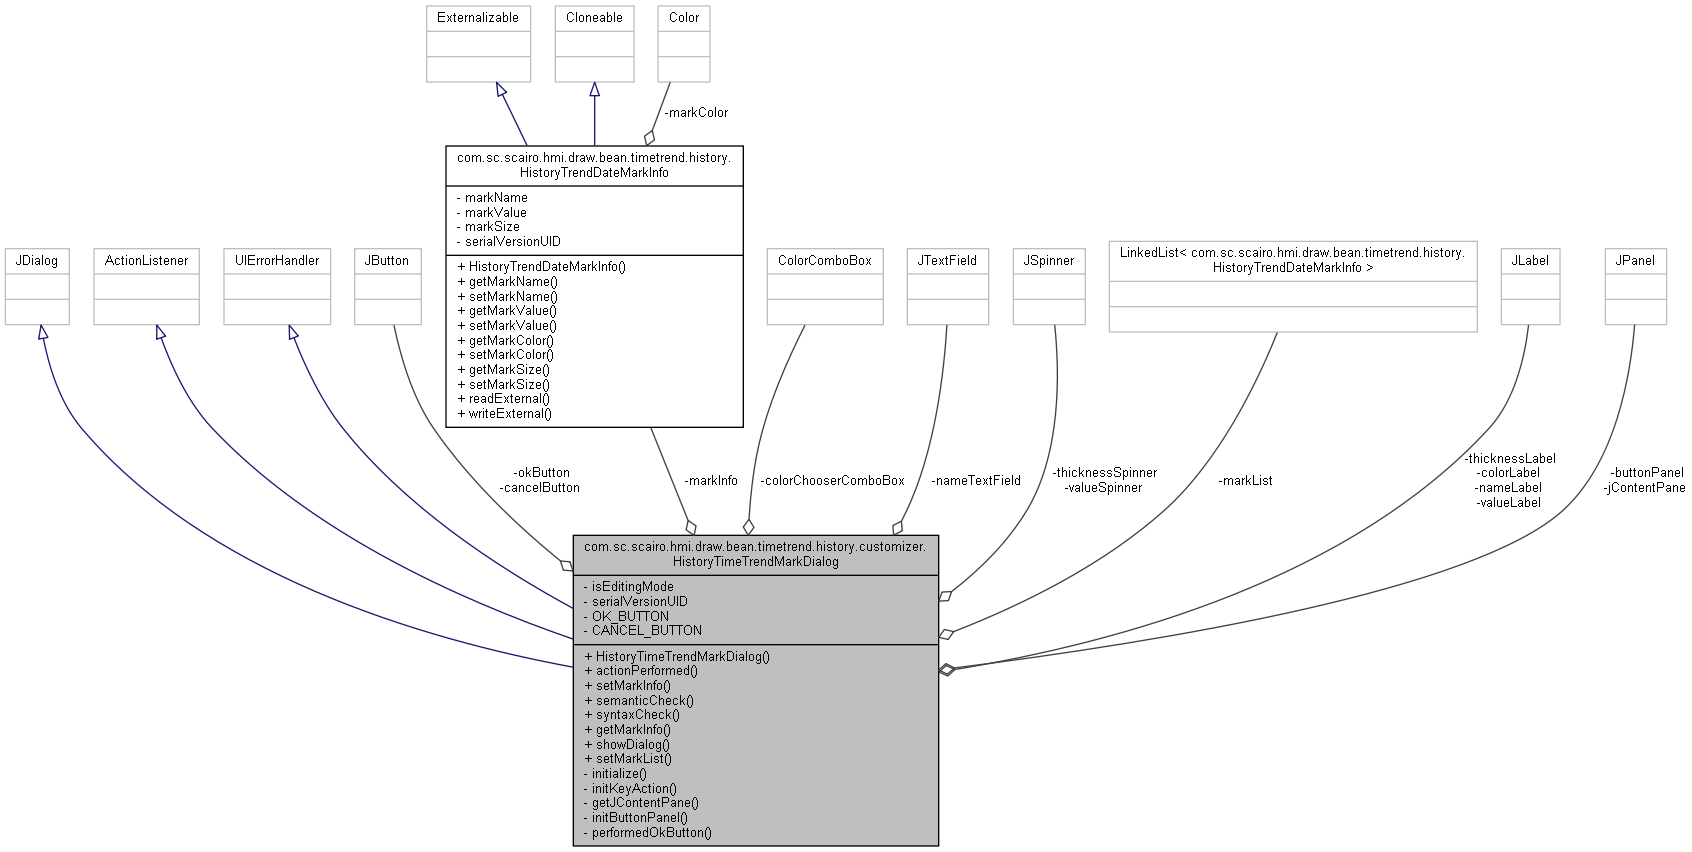 Externalizable
Cloneable
Color
-markColor
com.sc.scairo.hmi.draw.bean.timetrend.history.
HistoryTrendDateMarkInfo
- markName
- markValue
- markSize
- serialVersionUID
+ HistoryTrendDateMarkInfo()
+ getMarkName()
+ setMarkName()
+ getMarkValue()
+ setMarkValue()
+ getMarkColor()
+ setMarkColor()
+ getMarkSize()
+ setMarkSize()
+ readExternal()
+ writeExternal()
JDialog
ActionListener
UIErrorHandler
JButton
ColorComboBox
JTextField
JSpinner
LinkedList< com.sc.scairo.hmi.draw.bean.timetrend.history.
HistoryTrendDateMarkInfo >
JLabel
JPanel
-okButton
-cancelButton
-markInfo
-colorChooserComboBox
-nameTextField
-thicknessSpinner
-valueSpinner
-markList
-thicknessLabel
-colorLabel
-nameLabel
-valueLabel
-buttonPanel
-jContentPane
com.sc.scairo.hmi.draw.bean.timetrend.history.customizer.
HistoryTimeTrendMarkDialog
- isEditingMode
- serialVersionUID
- OK_BUTTON
- CANCEL_BUTTON
+ HistoryTimeTrendMarkDialog()
+ actionPerformed()
+ setMarkInfo()
+ semanticCheck()
+ syntaxCheck()
+ getMarkInfo()
+ showDialog()
+ setMarkList()
- initialize()
- initKeyAction()
- getJContentPane()
- initButtonPanel()
- performedOkButton()